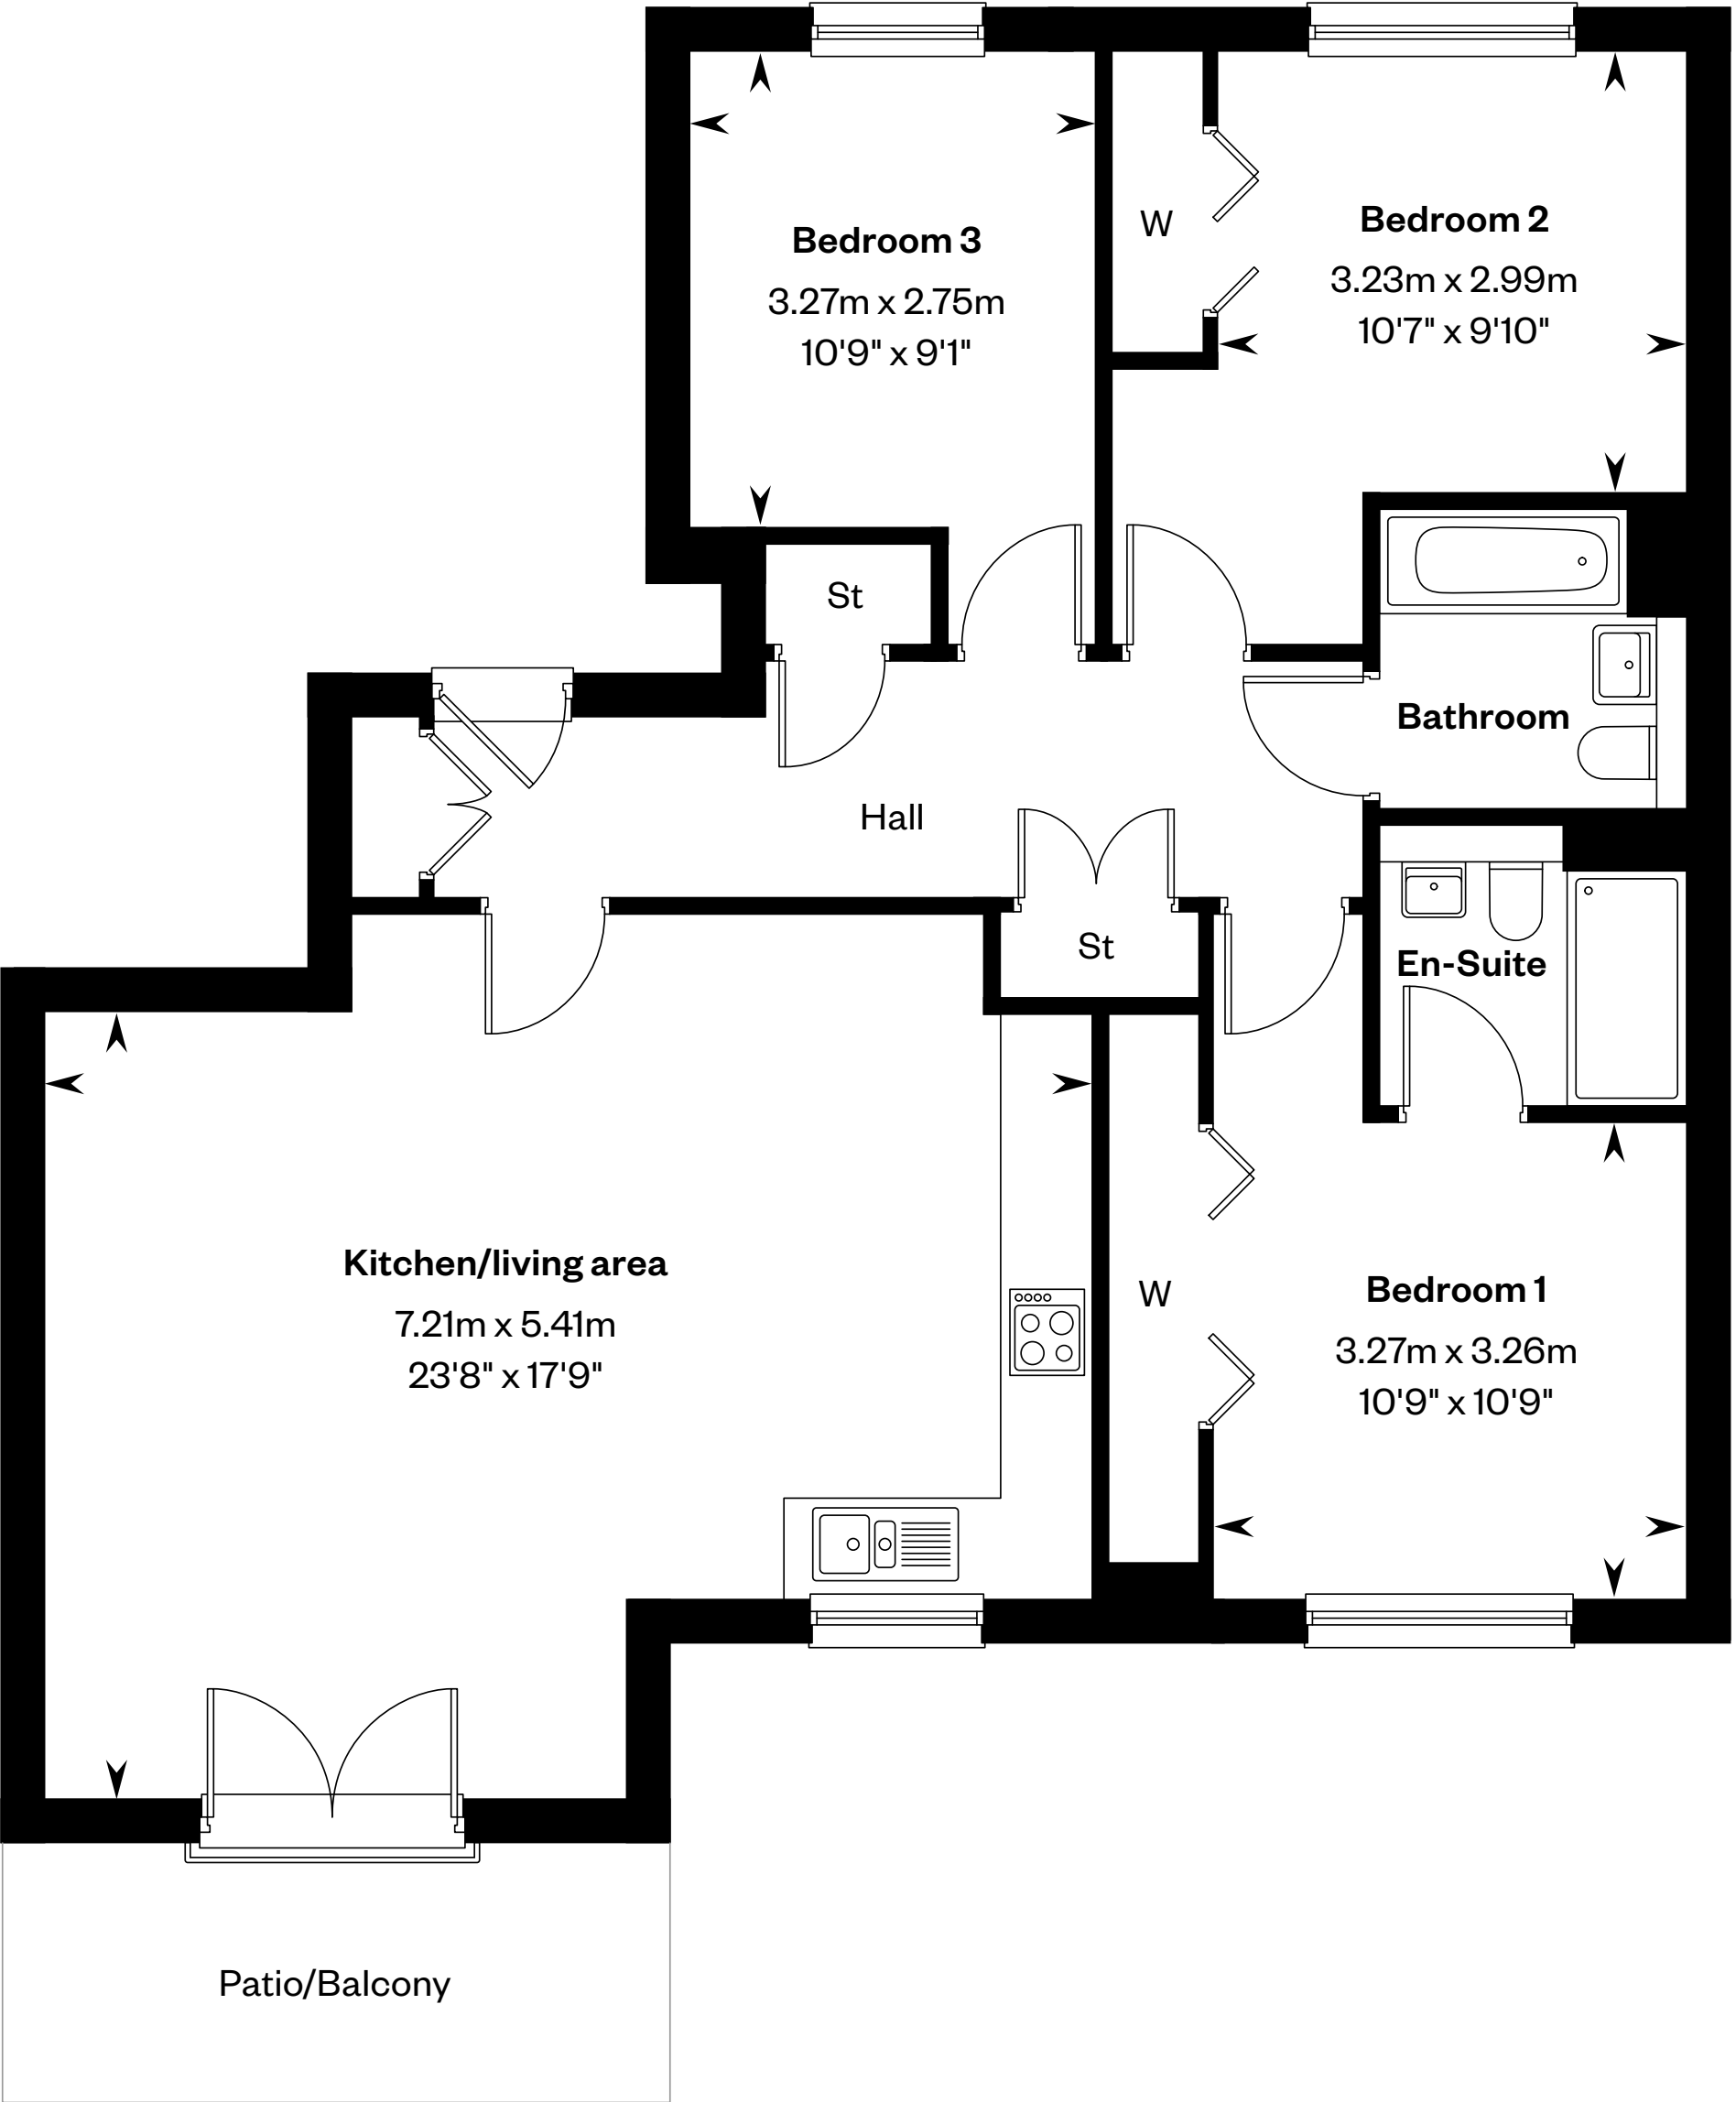 Bedroom 3
3.27m x 2.75m
10'9" x 9'1"
W
Bedroom 2
3.23m x 2.99m
10'7" x 9'10"
St
Bathroom
Hall
St
En-Suite
Kitchen/living area
7.21m x 5.41m
23'8" x 17'9"
W
Bedroom 1
3.27m x 3.26m
10'9" x 10'9"
Patio/Balcony